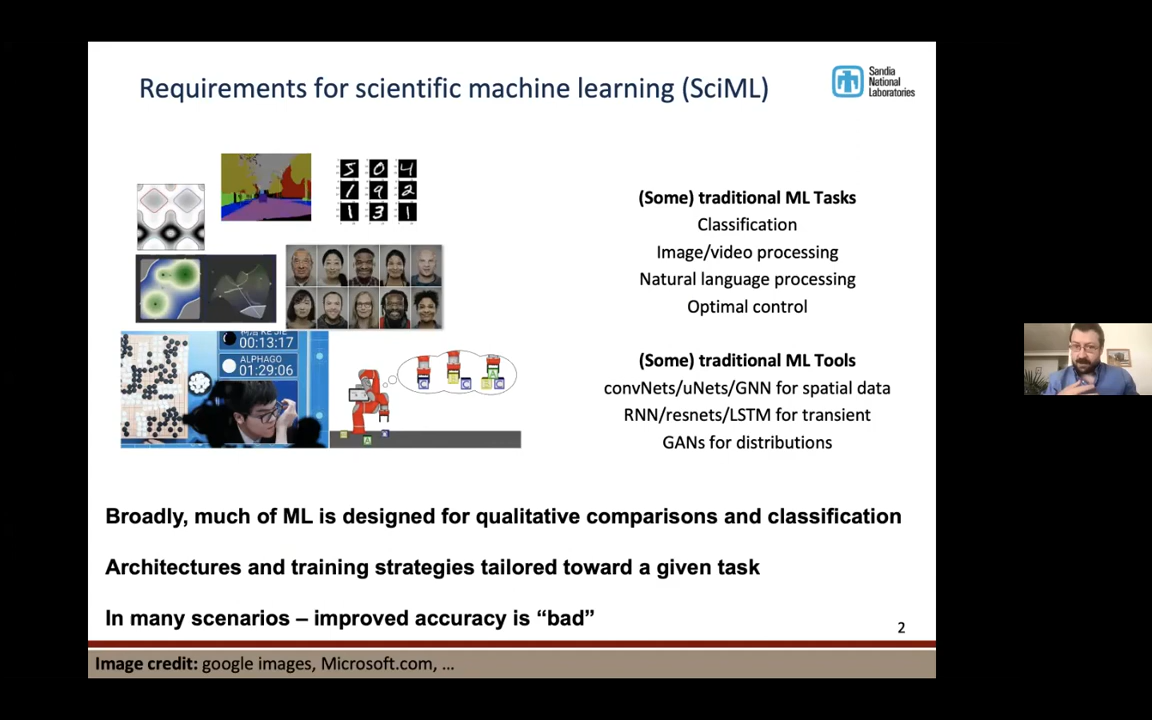 Requirements for scientific machine learning (SciML)
Sandia
National
Laboratories
5 0 4
1 9 2
1 3 1
(Some) traditional ML Tasks
Classification
Image/video processing
Natural language processing
Optimal control
00:13:17
ALPHAGO
01:29:06
(Some) traditional ML Tools
convNets/uNets/GNN for spatial data
RNN/resnets/LSTM for transient
GANs for distributions
Broadly, much of ML is designed for qualitative comparisons and classification
Architectures and training strategies tailored toward a given task
In many scenarios – improved accuracy is “bad”
2
Image credit: google images, Microsoft.com, ...